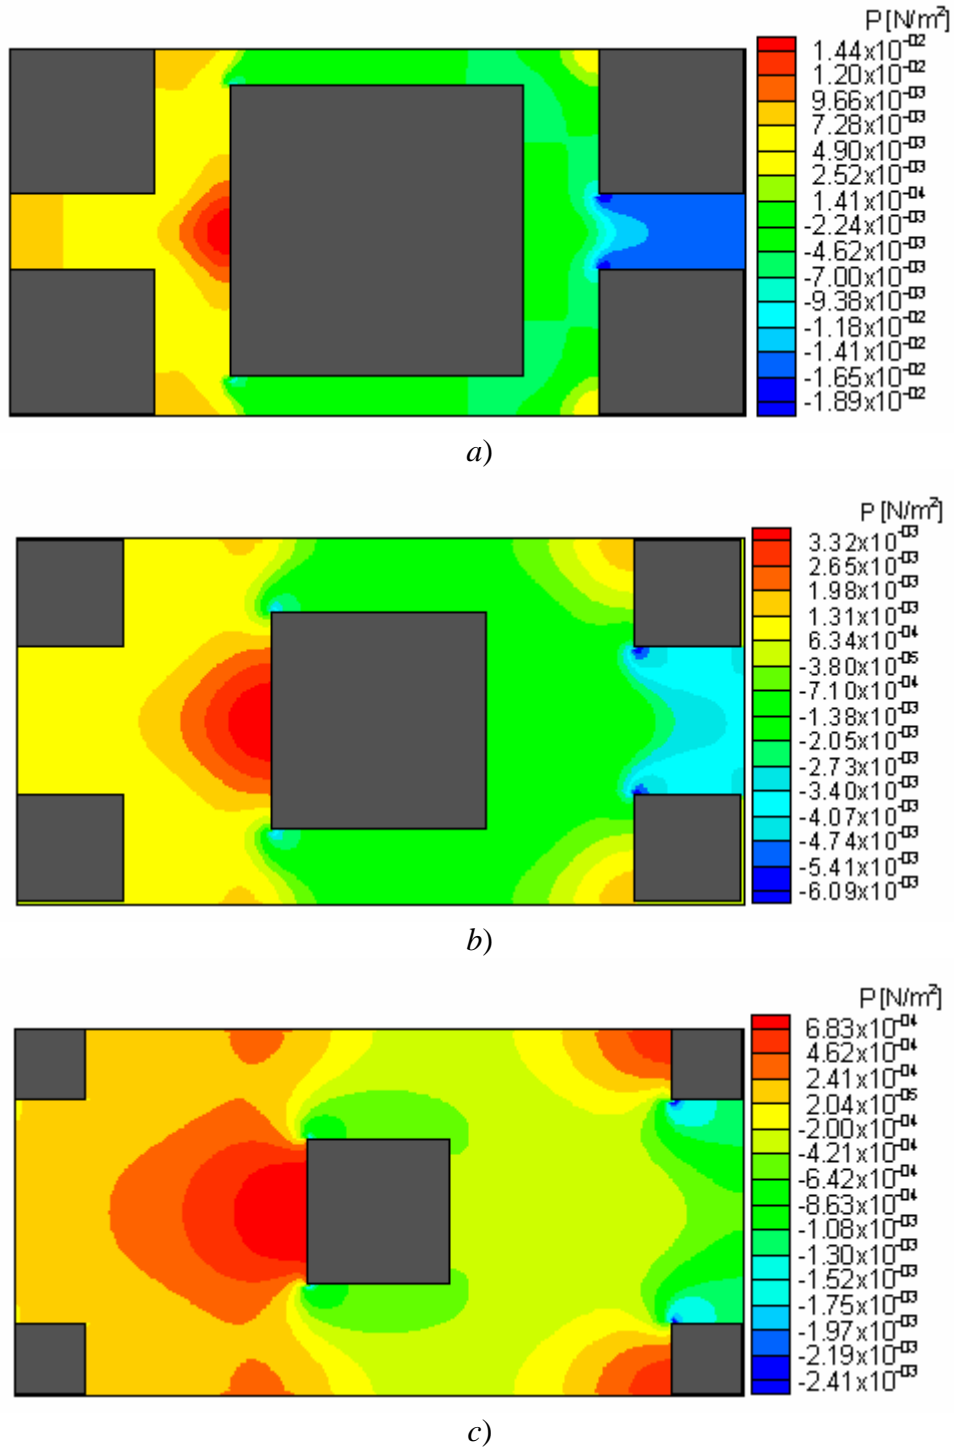 P [N/m²]
1.44x10⁻⁰²
1.20x10⁻⁰²
9.66x10⁻⁰³
7.28x10⁻⁰³
4.90x10⁻⁰³
2.52x10⁻⁰³
1.41x10⁻⁰⁴
-2.24x10⁻⁰³
-4.62x10⁻⁰³
-7.00x10⁻⁰³
-9.38x10⁻⁰³
-1.18x10⁻⁰²
-1.41x10⁻⁰²
-1.65x10⁻⁰²
-1.89x10⁻⁰²
a)
P [N/m²]
3.32x10⁻⁰³
2.65x10⁻⁰³
1.98x10⁻⁰³
1.31x10⁻⁰³
6.34x10⁻⁰⁴
-3.80x10⁻⁰⁵
-7.10x10⁻⁰⁴
-1.38x10⁻⁰³
-2.05x10⁻⁰³
-2.73x10⁻⁰³
-3.40x10⁻⁰³
-4.07x10⁻⁰³
-4.74x10⁻⁰³
-5.41x10⁻⁰³
-6.09x10⁻⁰³
b)
P [N/m²]
6.83x10⁻⁰⁴
4.62x10⁻⁰⁴
2.41x10⁻⁰⁴
2.04x10⁻⁰⁵
-2.00x10⁻⁰⁴
-4.21x10⁻⁰⁴
-6.42x10⁻⁰⁴
-8.63x10⁻⁰⁴
-1.08x10⁻⁰³
-1.30x10⁻⁰³
-1.52x10⁻⁰³
-1.75x10⁻⁰³
-1.97x10⁻⁰³
-2.19x10⁻⁰³
-2.41x10⁻⁰³
c)